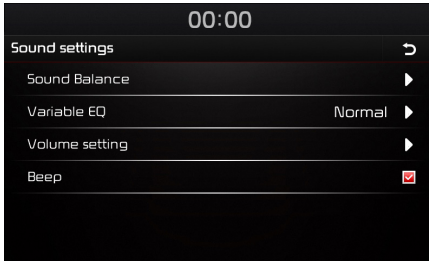 00:00
Sound settings
Sound Balance
Variable EQ Normal
Volume setting
Beep